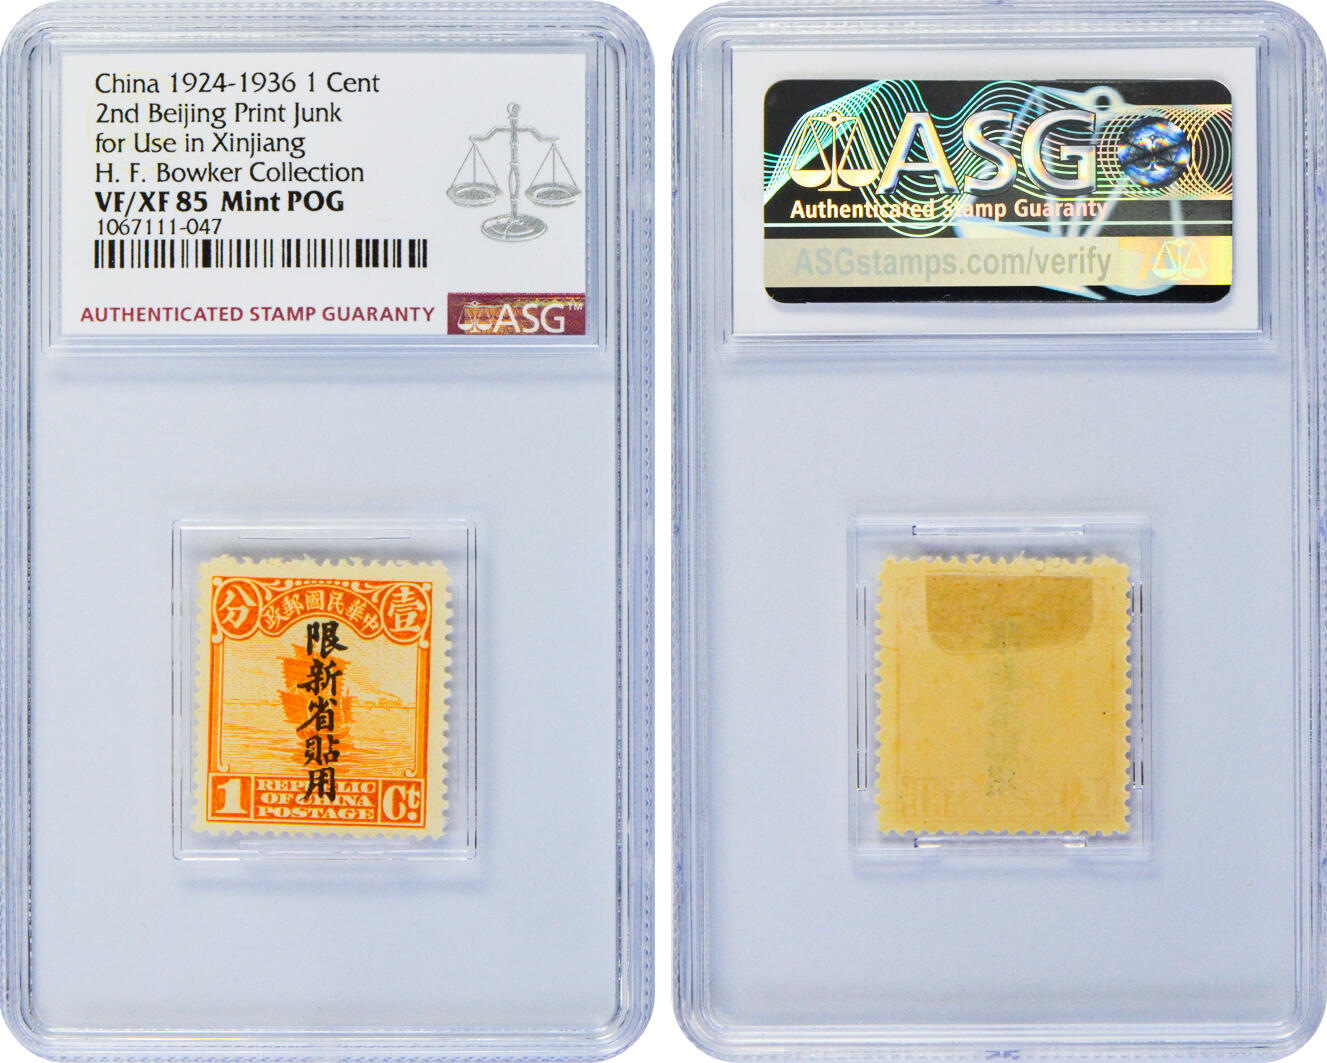 China 1924-1936 1 Cent
2nd Beijing Print Junk
for Use in Xinjiang
H. F. Bowker Collection
VF/XF 85 Mint POG
1067111-047
AUTHENTICATED STAMP GUARANTY
ASG™
分
政郵國民華中
壹
限新省貼用
1
REPUBLIC
OF CHINA
POSTAGE
Ct.
ASG
Authenticated Stamp Guaranty
ASGstamps.com/verify